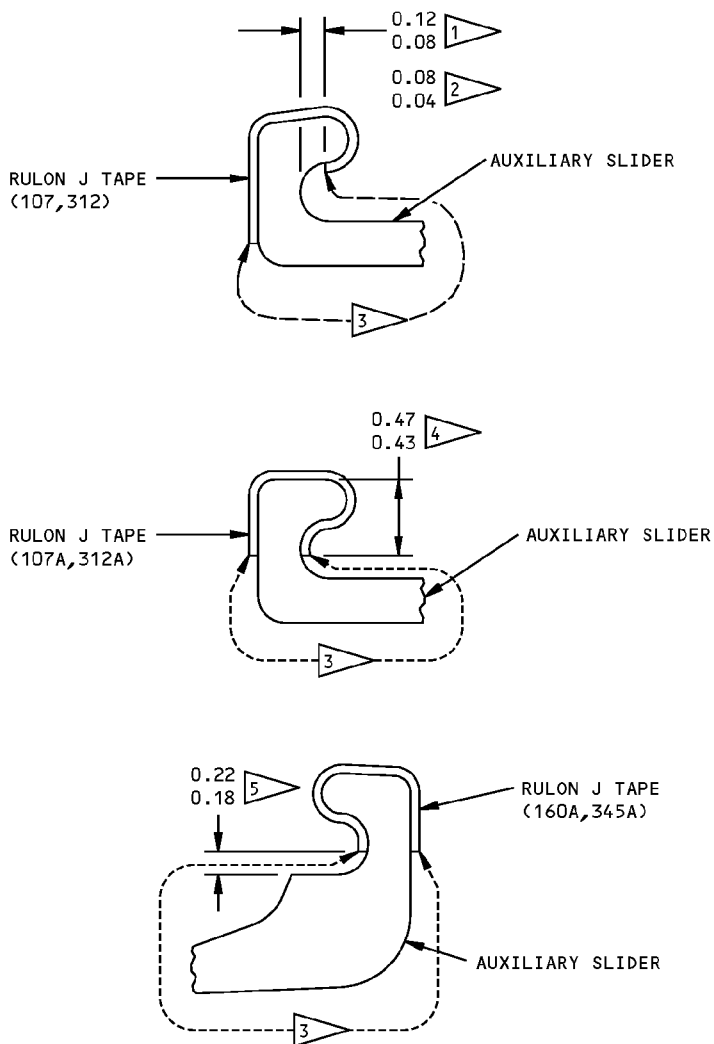 0.12
0.08 1
0.08
0.04 2
AUXILIARY SLIDER
RULON J TAPE
(107,312)
3
0.47
0.43 4
RULON J TAPE
(107A,312A)
AUXILIARY SLIDER
3
0.22
0.18 5
RULON J TAPE
(160A,345A)
AUXILIARY SLIDER
3